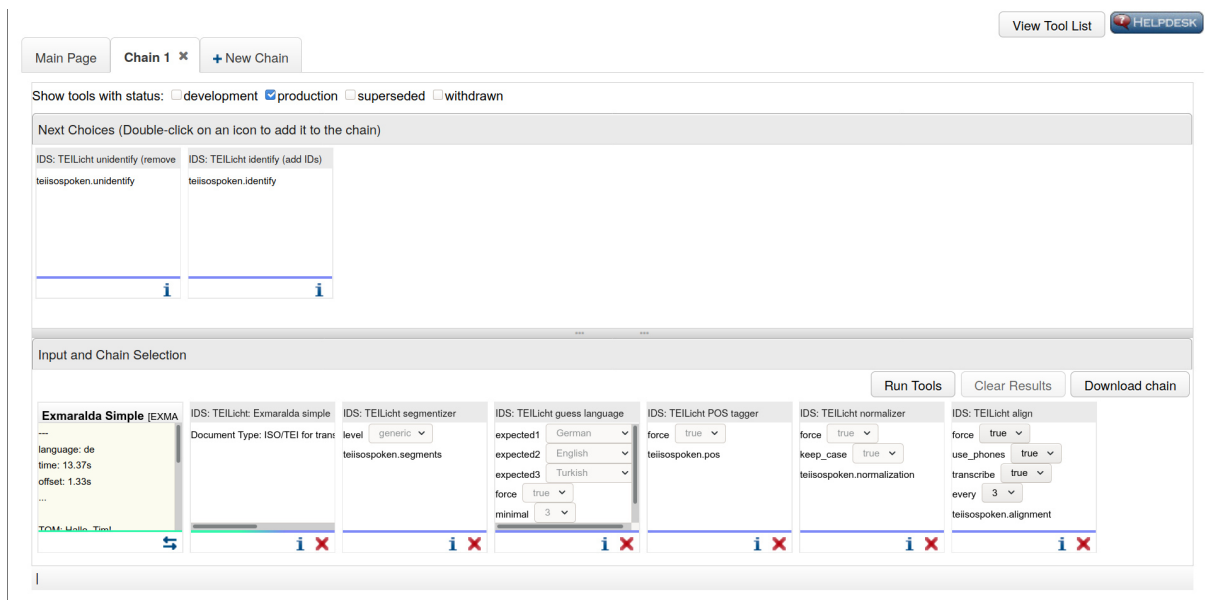 View Tool List
HELPDESK
Main Page
Chain 1 ✖
+ New Chain
Show tools with status: development production superseded withdrawn
Next Choices (Double-click on an icon to add it to the chain)
IDS: TEILicht unidentify (remove
teiisospoken.unidentify
i
IDS: TEILicht identify (add IDs)
teiisospoken.identify
i
Input and Chain Selection
Run Tools
Clear Results
Download chain
Exmaralda Simple [EXMA
---
language: de
time: 13.37s
offset: 1.33s
...
TOM: Hallo, Tim!
IDS: TEILicht: Exmaralda simple
Document Type: ISO/TEI for trans
i
IDS: TEILicht segmentizer
level generic
teiisospoken.segments
i
IDS: TEILicht guess language
expected1 German
expected2 English
expected3 Turkish
force true
minimal 3
i
IDS: TEILicht POS tagger
force true
teiisospoken.pos
i
IDS: TEILicht normalizer
force true
keep_case true
teiisospoken.normalization
i
IDS: TEILicht align
force true
use_phones true
transcribe true
every 3
teiisospoken.alignment
i